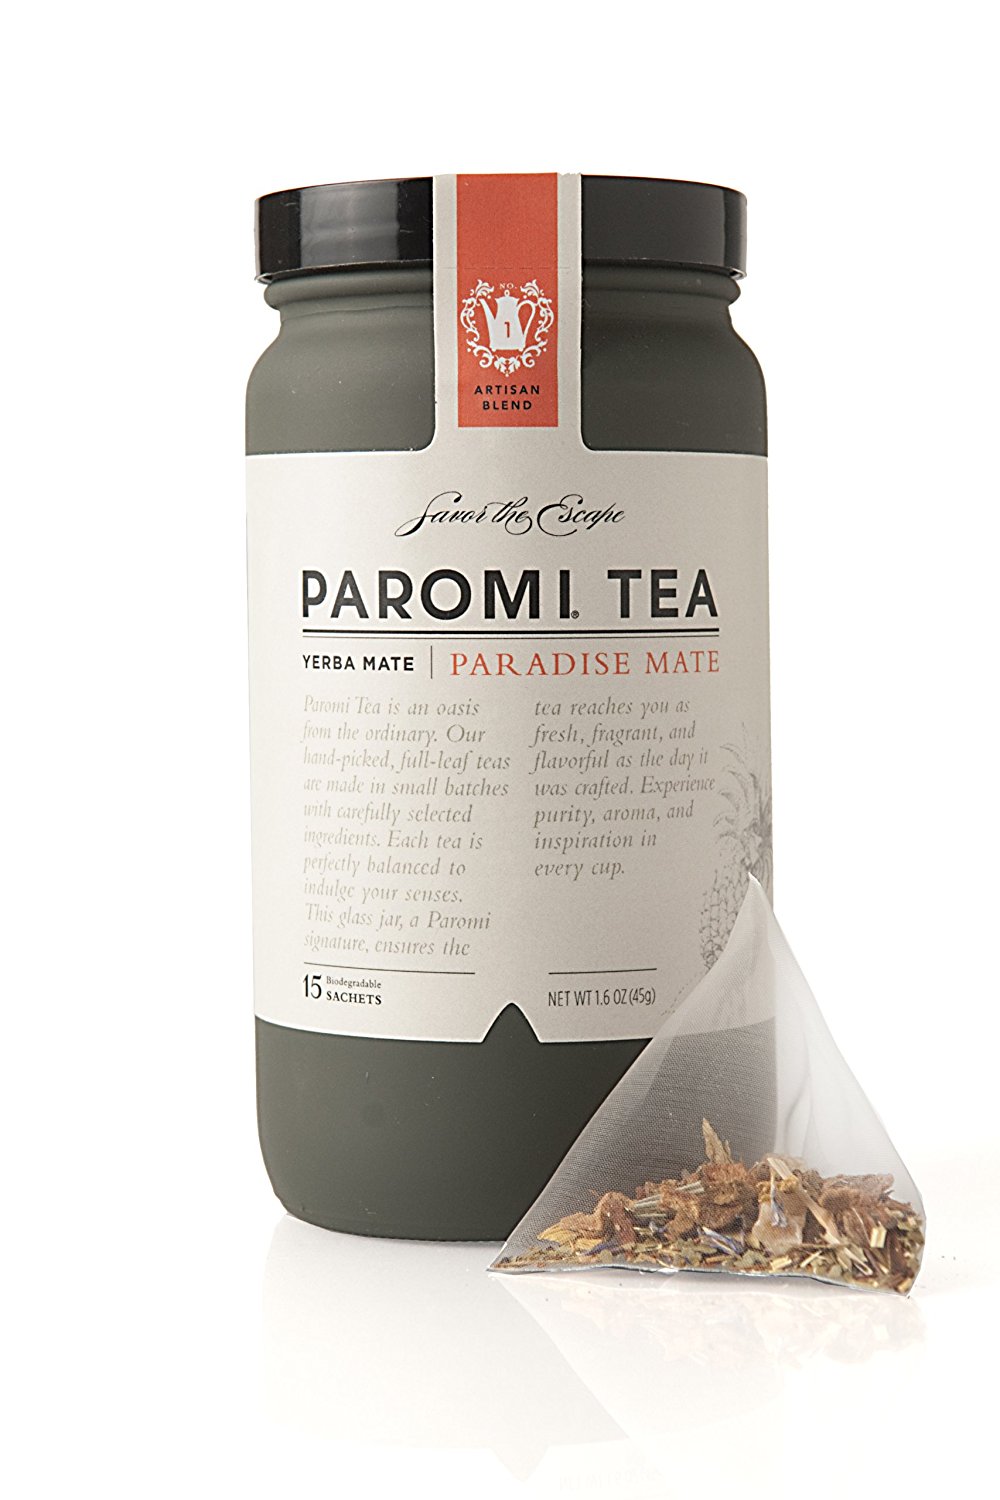 NO.
1
ARTISAN
BLEND
Savor the Escape
PAROMI® TEA
YERBA MATE | PARADISE MATE
Paromi Tea is an oasis
from the ordinary. Our
hand-picked, full-leaf teas
are made in small batches
with carefully selected
ingredients. Each tea is
perfectly balanced to
indulge your senses.
This glass jar, a Paromi
signature, ensures the
tea reaches you as
fresh, fragrant, and
flavorful as the day it
was crafted. Experience
purity, aroma, and
inspiration in
every cup.
15 Biodegradable
SACHETS
NET WT 1.6 OZ (45g)